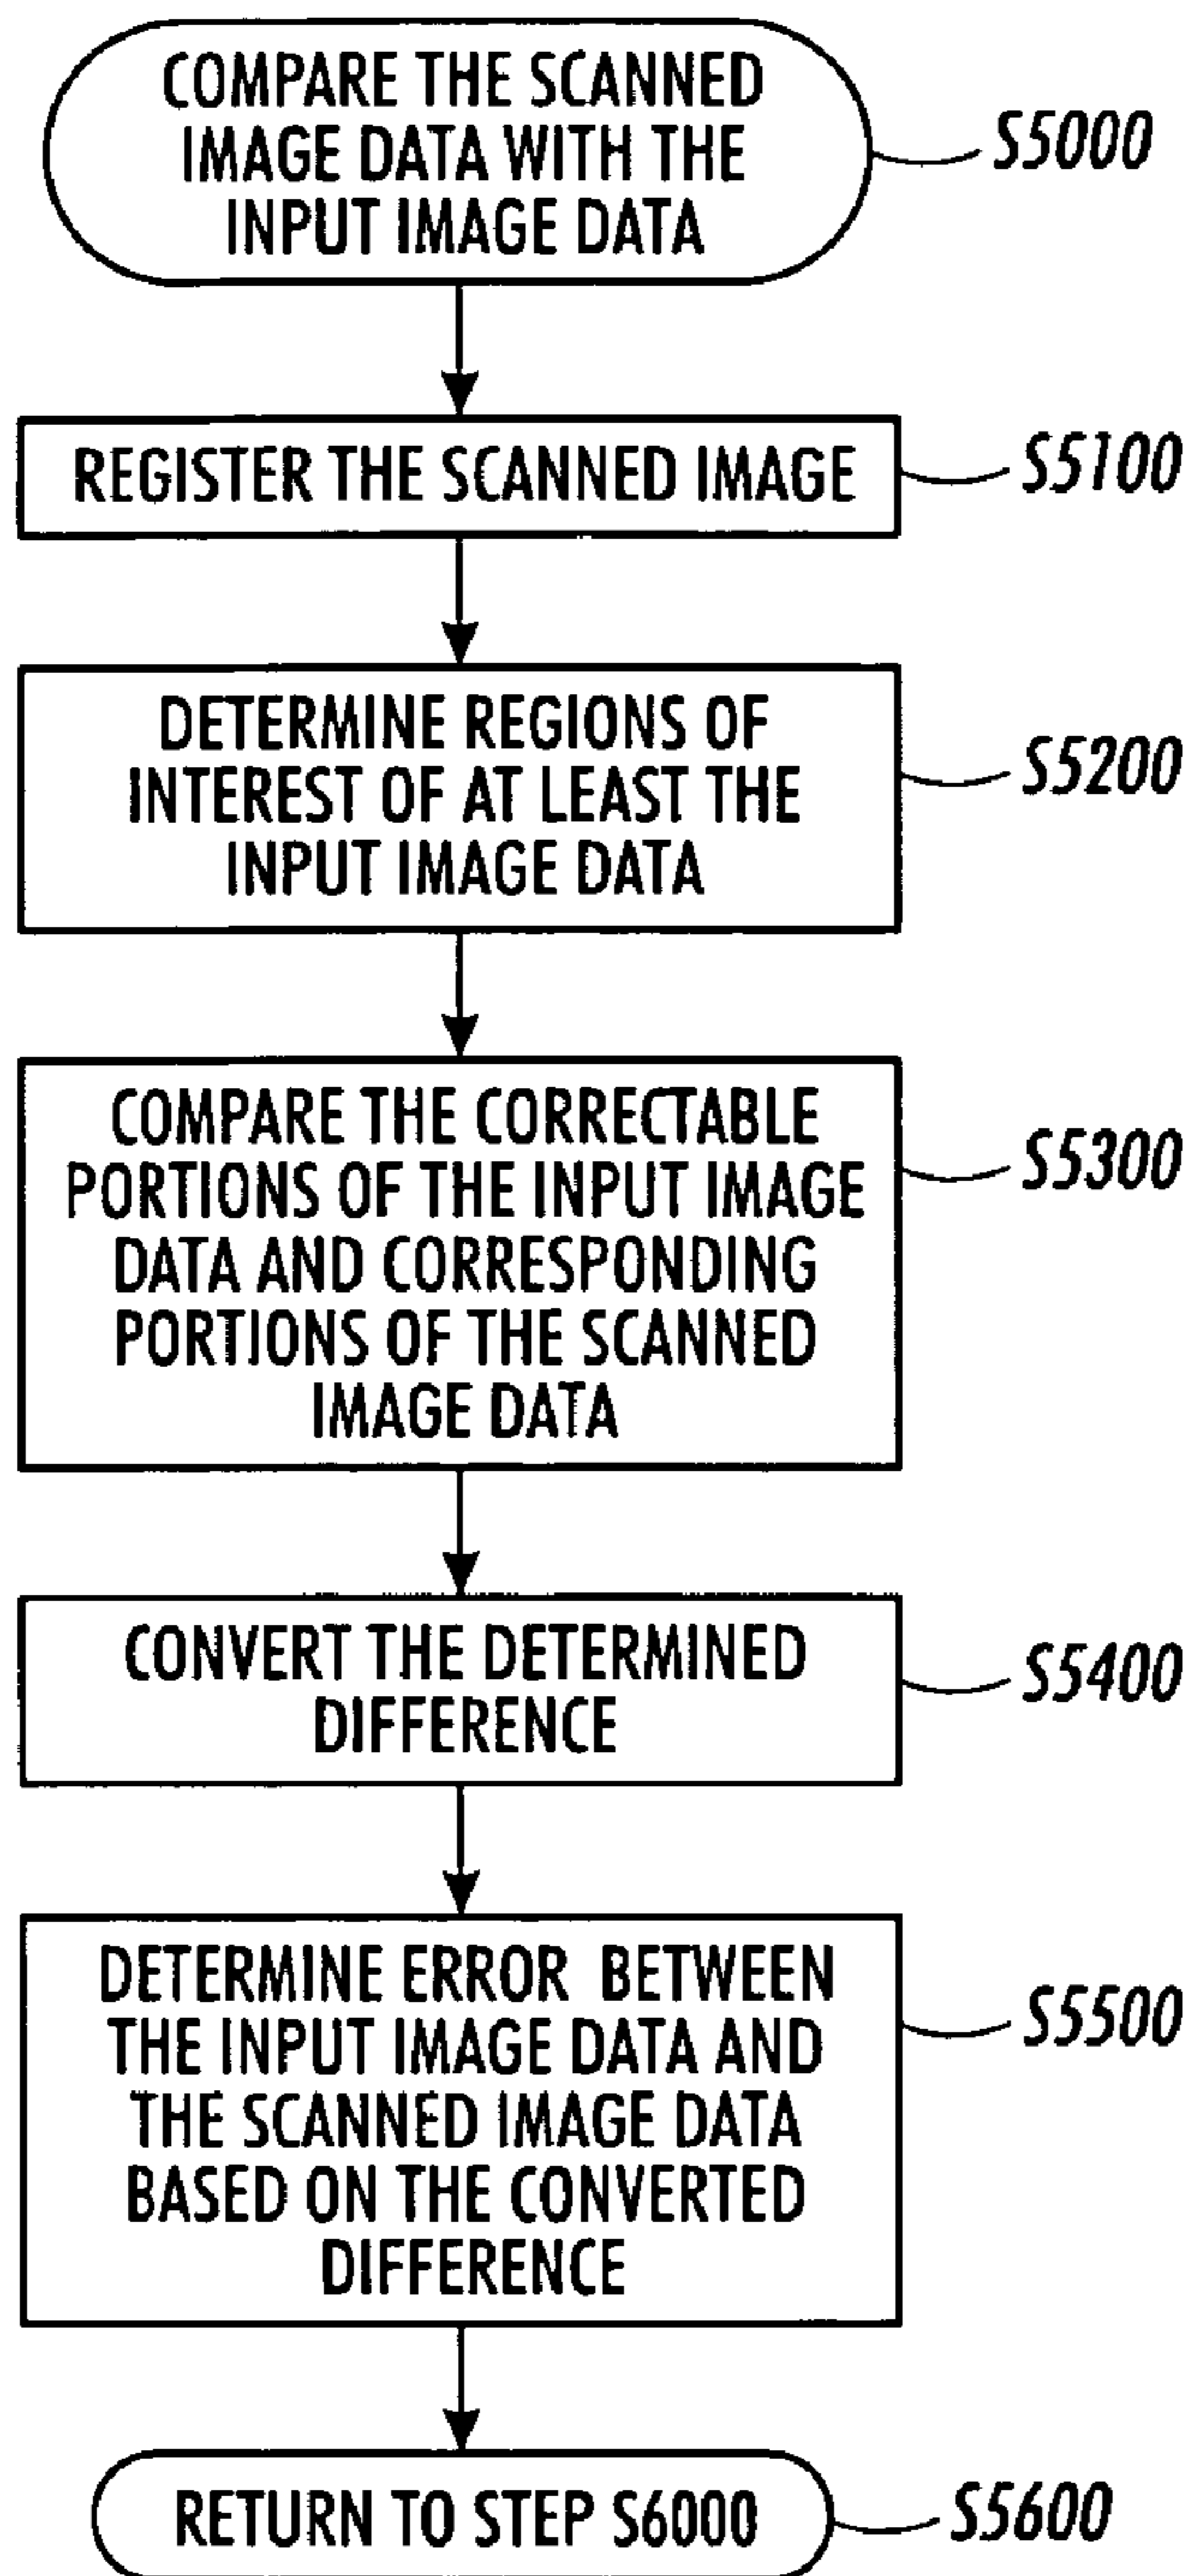 COMPARE THE SCANNED
IMAGE DATA WITH THE
INPUT IMAGE DATA
S5000
REGISTER THE SCANNED IMAGE
S5100
DETERMINE REGIONS OF
INTEREST OF AT LEAST THE
INPUT IMAGE DATA
S5200
COMPARE THE CORRECTABLE
PORTIONS OF THE INPUT IMAGE
DATA AND CORRESPONDING
PORTIONS OF THE SCANNED
IMAGE DATA
S5300
CONVERT THE DETERMINED
DIFFERENCE
S5400
DETERMINE ERROR BETWEEN
THE INPUT IMAGE DATA AND
THE SCANNED IMAGE DATA
BASED ON THE CONVERTED
DIFFERENCE
S5500
RETURN TO STEP S6000
S5600